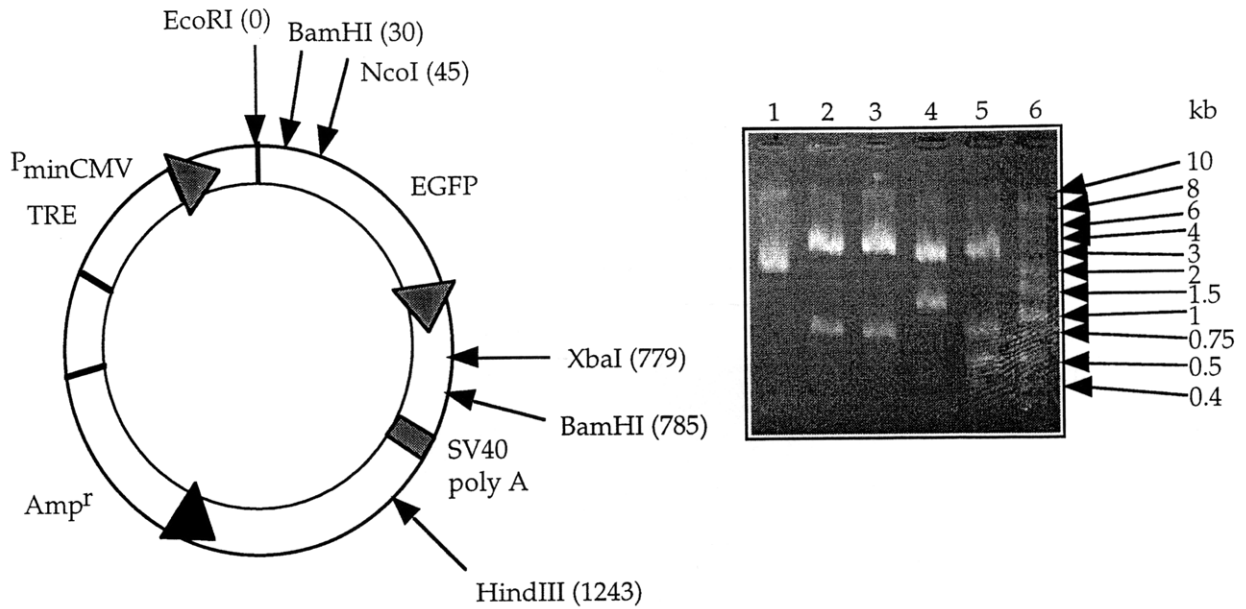 EcoRI (0)
BamHI (30)
NcoI (45)
PminCMV
TRE
EGFP
XbaI (779)
BamHI (785)
SV40
poly A
Ampr
HindIII (1243)
1 2 3 4 5 6 kb
10
8
6
4
3
2
1.5
1
0.75
0.5
0.4